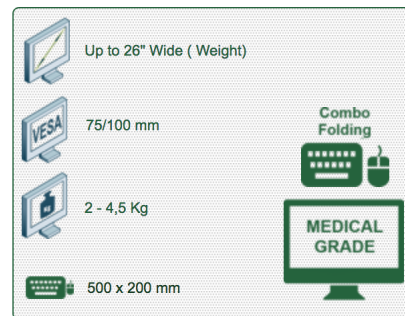 Up to 26" Wide ( Weight)
VESA
75/100 mm
Combo
Folding
KG
2 - 4,5 Kg
MEDICAL
GRADE
500 x 200 mm